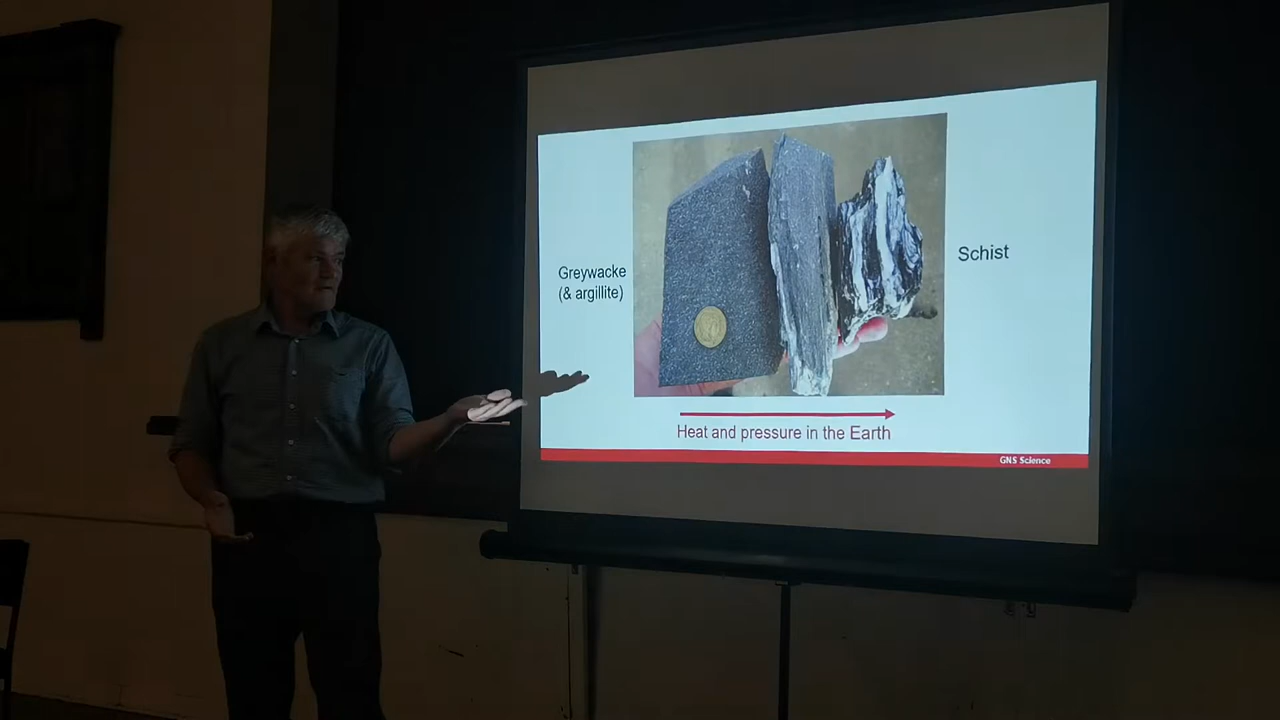 Greywacke
(& argillite)
Schist
Heat and pressure in the Earth
GNS Science